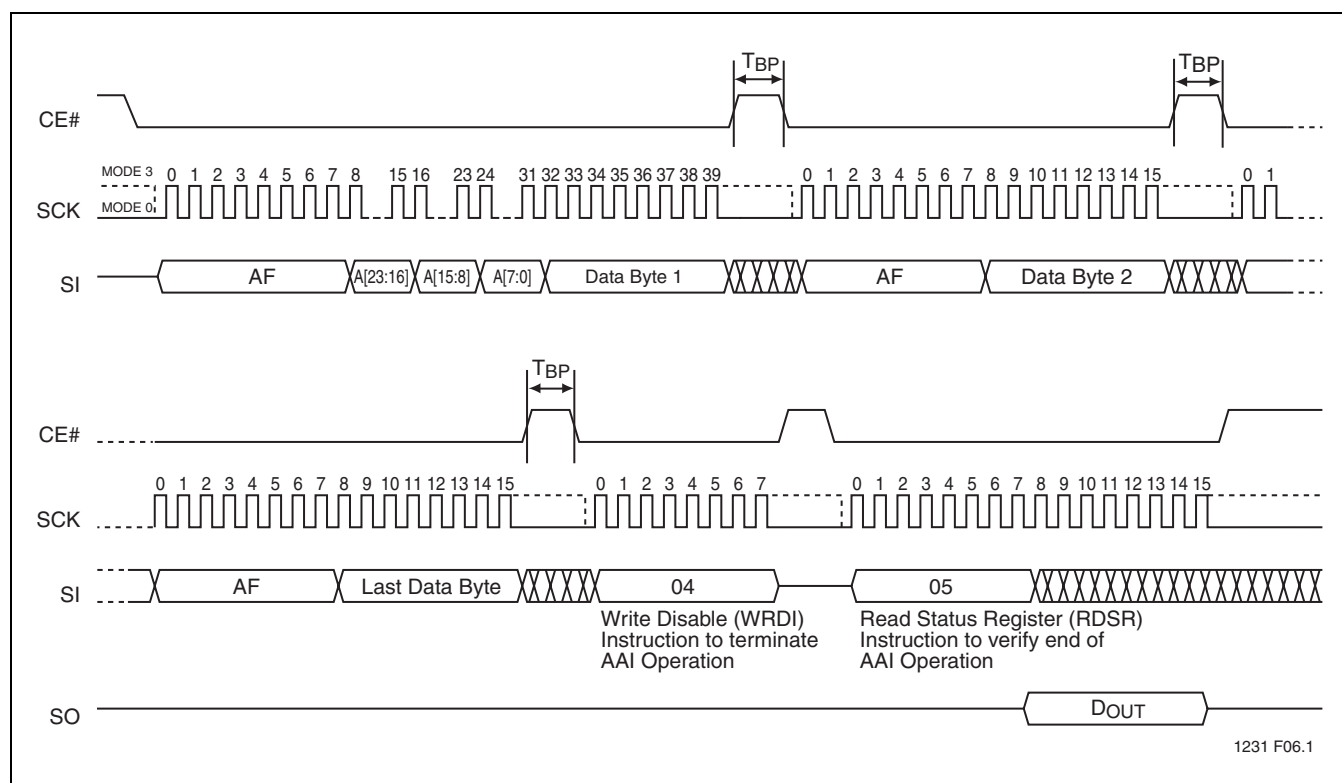 TBP TBP
CE#
MODE 3 0 1 2 3 4 5 6 7 8 15 16 23 24 31 32 33 34 35 36 37 38 39 0 1 2 3 4 5 6 7 8 9 10 11 12 13 14 15 0 1
MODE 0
SCK
SI AF A[23:16] A[15:8] A[7:0] Data Byte 1 AF Data Byte 2
TBP
CE#
0 1 2 3 4 5 6 7 8 9 10 11 12 13 14 15 0 1 2 3 4 5 6 7 0 1 2 3 4 5 6 7 8 9 10 11 12 13 14 15
SCK
SI AF Last Data Byte 04 05
Write Disable (WRDI) Read Status Register (RDSR)
Instruction to terminate Instruction to verify end of
AAI Operation AAI Operation
SO DOUT
1231 F06.1